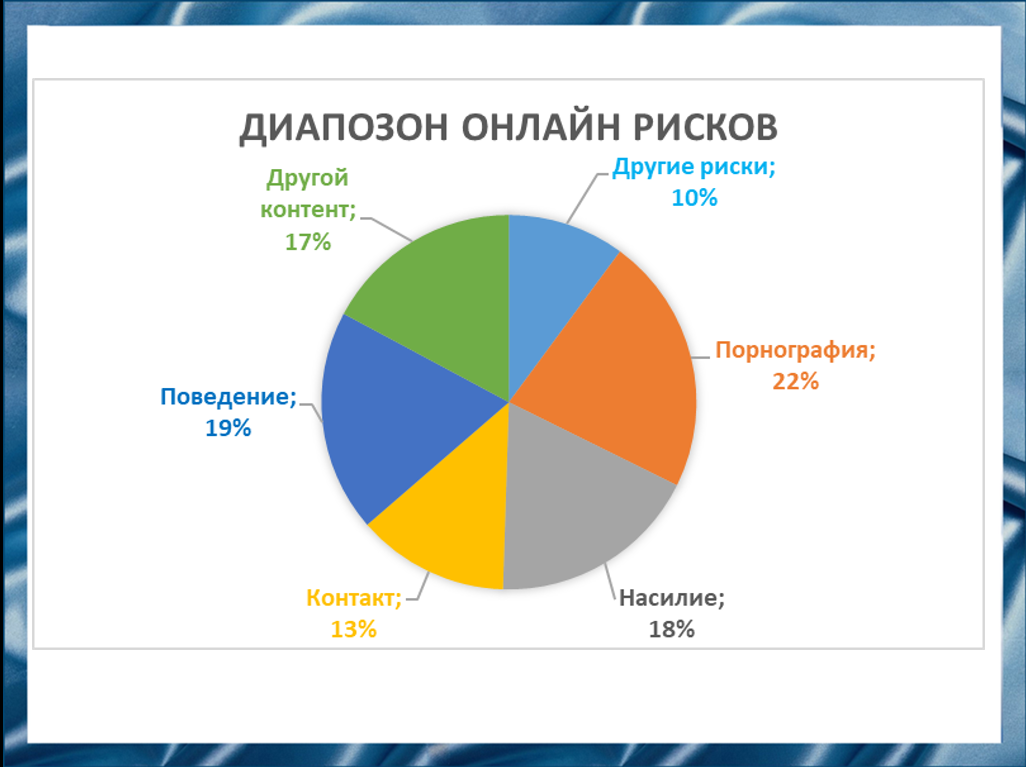 ДИАПОЗОН ОНЛАЙН РИСКОВ
Другие риски;
10%
Другой
контент;
17%
Порнография;
22%
Поведение;
19%
Контакт;
13%
Насилие;
18%